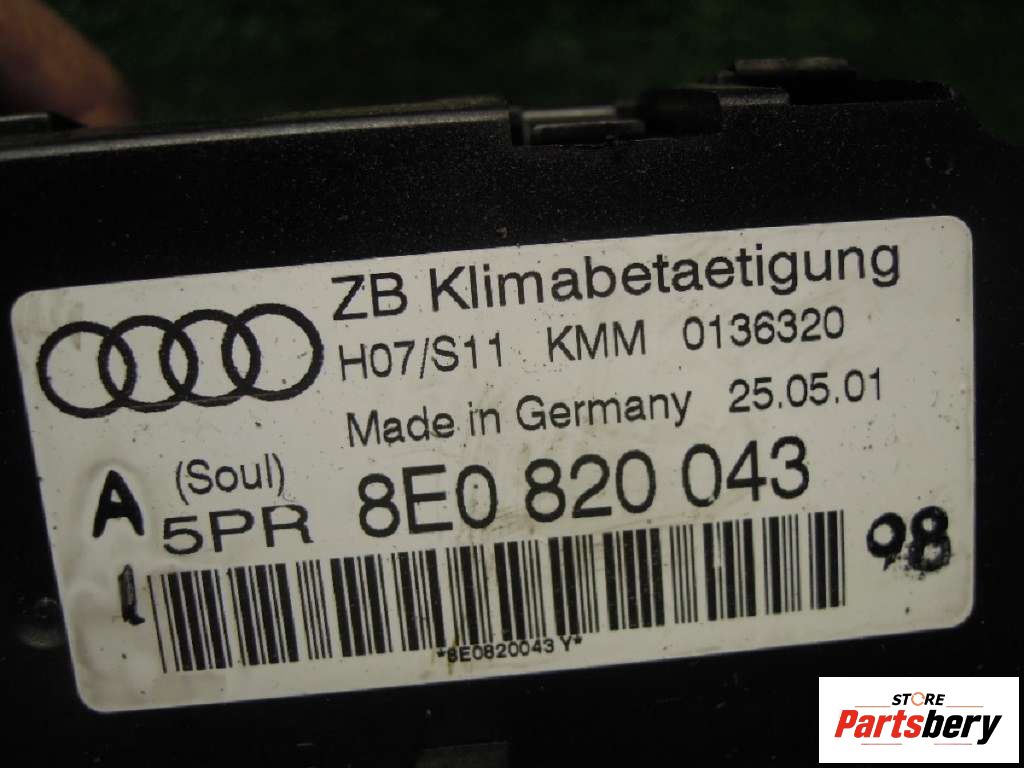 ZB Klimabetaetigung
H07/S11 KMM 0136320
Made in Germany 25.05.01
A (Soul) 8E0 820 043
5PR
1 98
*8E0820043 Y*
STORE
Partsbery